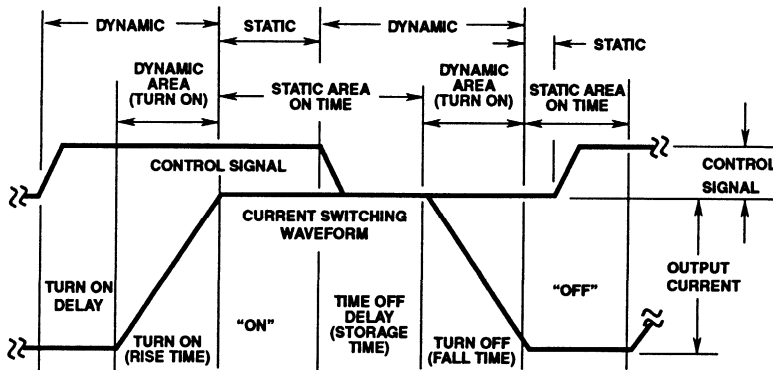 DYNAMIC
STATIC
DYNAMIC
STATIC
DYNAMIC
AREA
(TURN ON)
STATIC AREA
ON TIME
DYNAMIC
AREA
(TURN ON)
STATIC AREA
ON TIME
CONTROL SIGNAL
CONTROL
SIGNAL
CURRENT SWITCHING
WAVEFORM
TURN ON
DELAY
TURN ON
(RISE TIME)
"ON"
TIME OFF
DELAY
(STORAGE
TIME)
TURN OFF
(FALL TIME)
"OFF"
OUTPUT
CURRENT